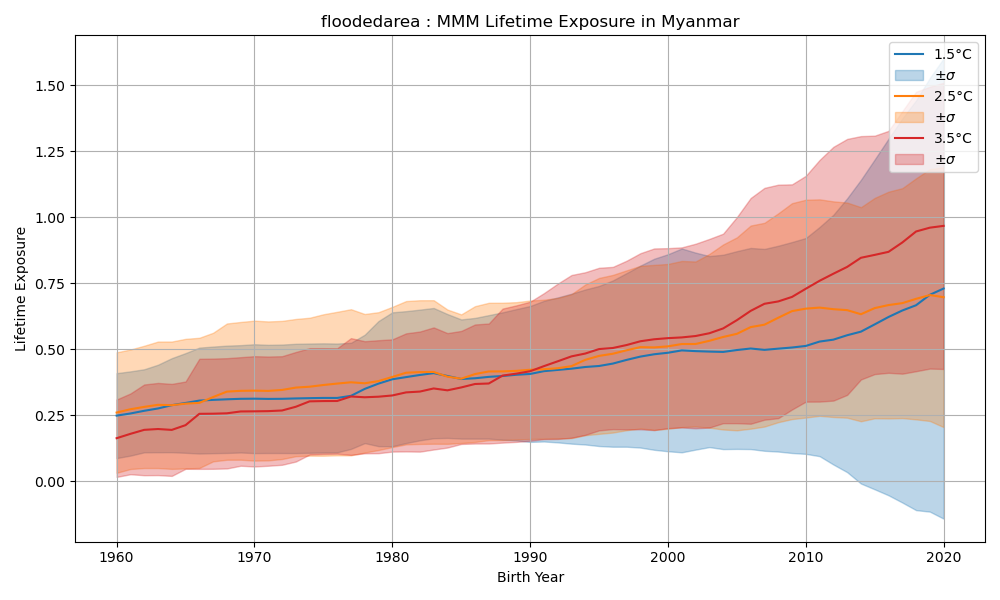 floodedarea : MMM Lifetime Exposure in Myanmar
1.5°C
±σ
2.5°C
±σ
3.5°C
±σ
Lifetime Exposure
1.50
1.25
1.00
0.75
0.50
0.25
0.00
1960 1970 1980 1990 2000 2010 2020
Birth Year